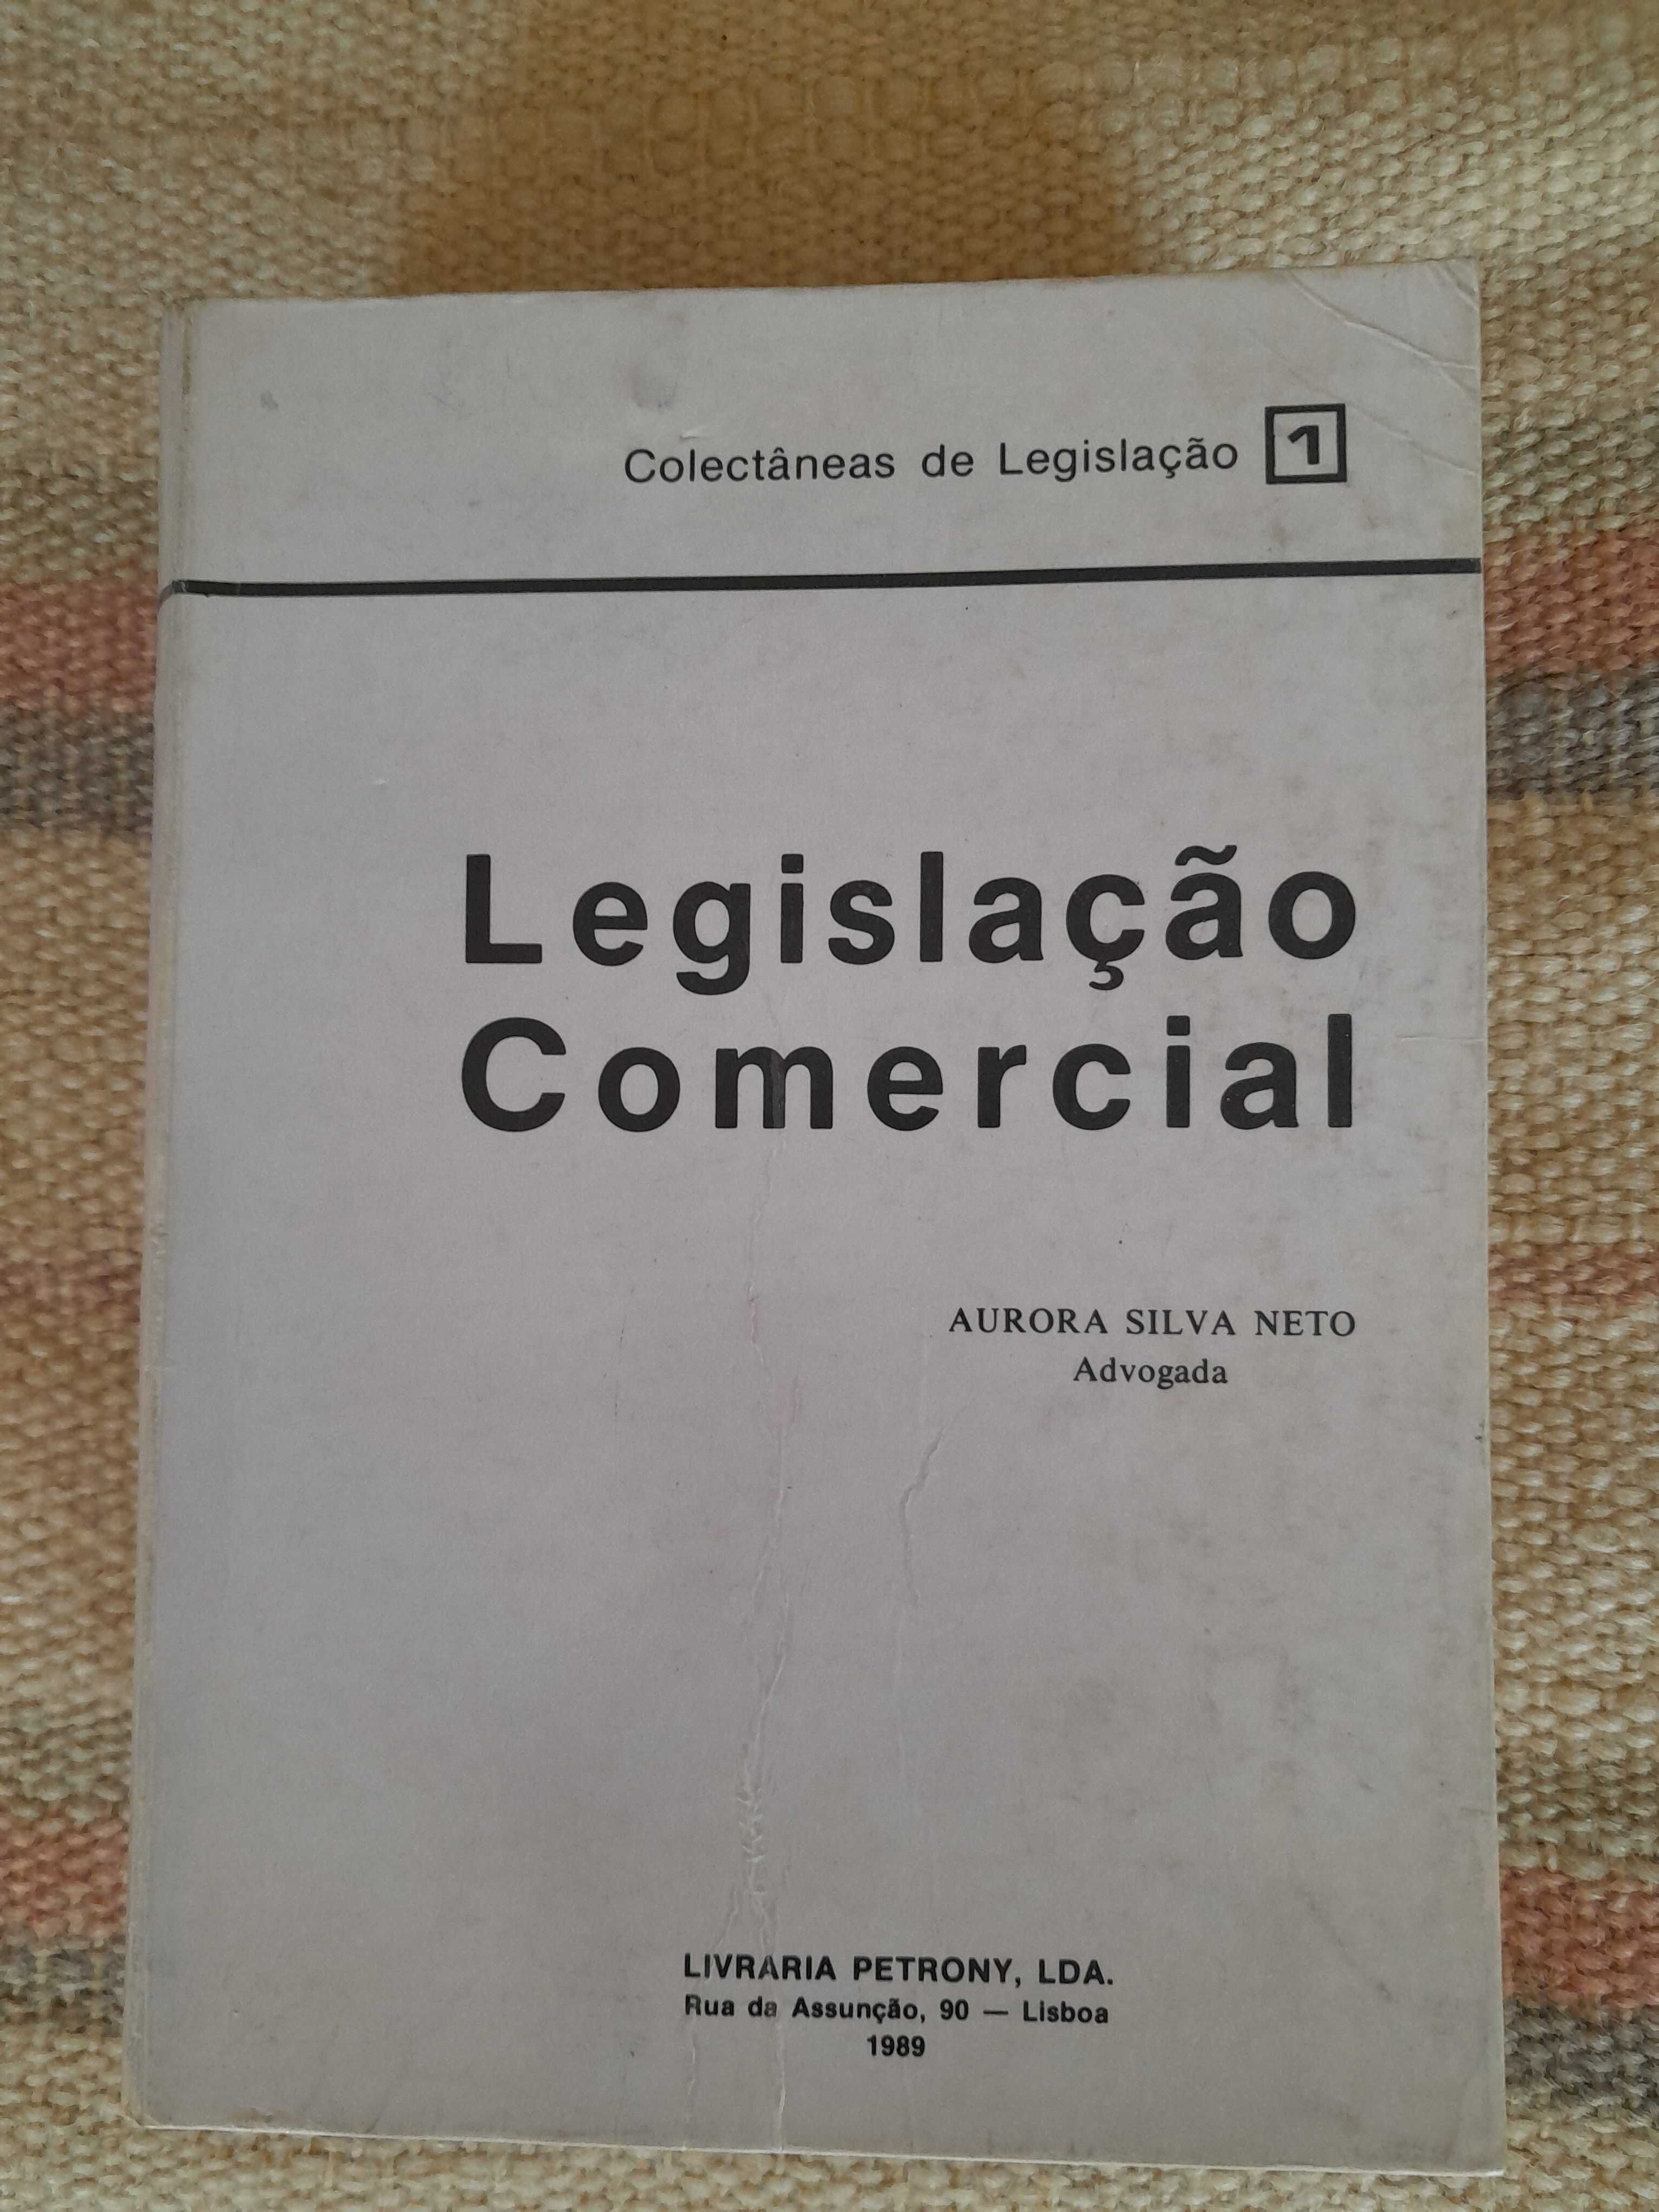 Colectâneas de Legislação 1
Legislação
Comercial
AURORA SILVA NETO
Advogada
LIVRARIA PETRONY, LDA.
Rua da Assunção, 90 — Lisboa
1989